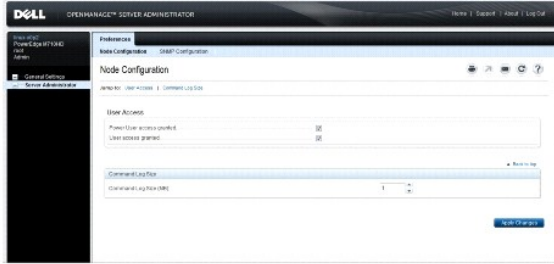 DELL OPENMANAGE™ SERVER ADMINISTRATOR
Home | Support | About | Log Out
PowerEdge M710HD
root
Admin
General Settings
Server Administrator
Preferences
Node Configuration SNMP Configuration
Node Configuration
Jump to: User Access | Command Log Size
User Access
Power User access granted
User access granted
Back to top
Command Log Size
Command Log Size (MB) 1
Apply Changes